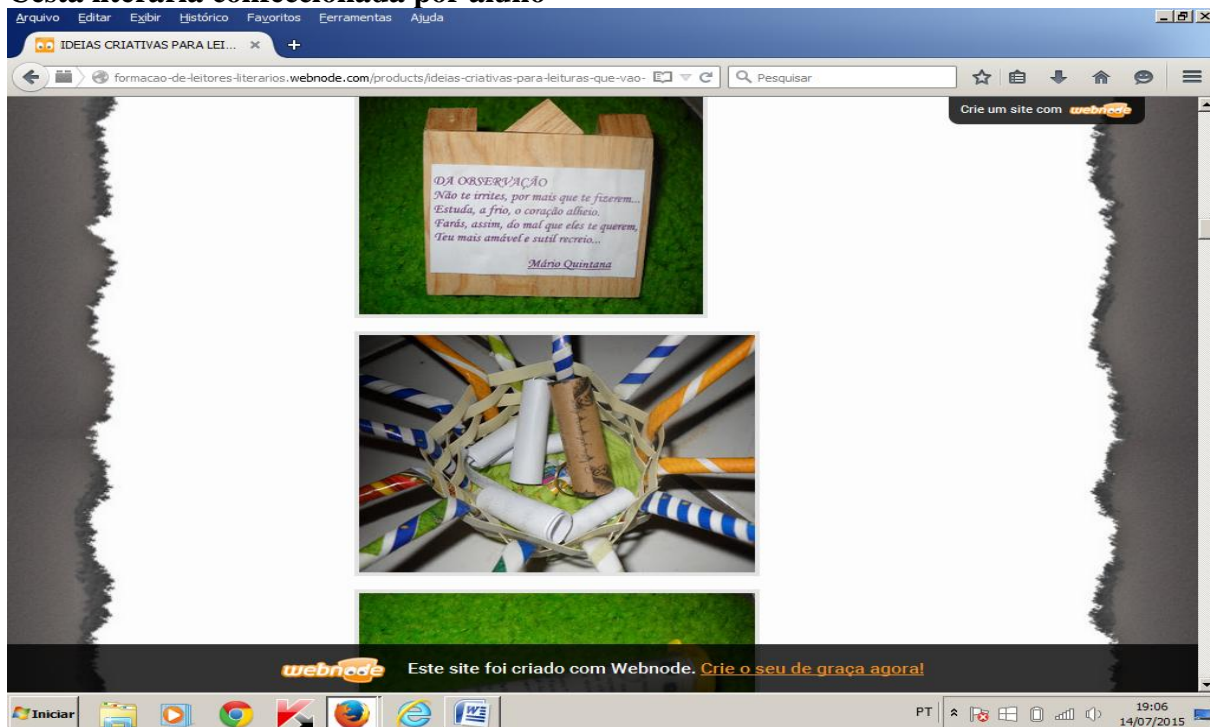 Cesta literária confeccionada por aluno
Arquivo Editar Exibir Histórico Favoritos Ferramentas Ajuda
IDEIAS CRIATIVAS PARA LEI...
formacao-de-leitores-literarios.webnode.com/products/ideias-criativas-para-leituras-que-vao-
Pesquisar
Crie um site com webnode
DA OBSERVAÇÃO
Não te irrites, por mais que te fizerem...
Estuda, a frio, o coração alheio.
Farás, assim, do mal que eles te querem,
Teu mais amável e sutil recreio...
Mário Quintana
webnode Este site foi criado com Webnode. Crie o seu de graça agora!
Iniciar
PT
19:06
14/07/2015